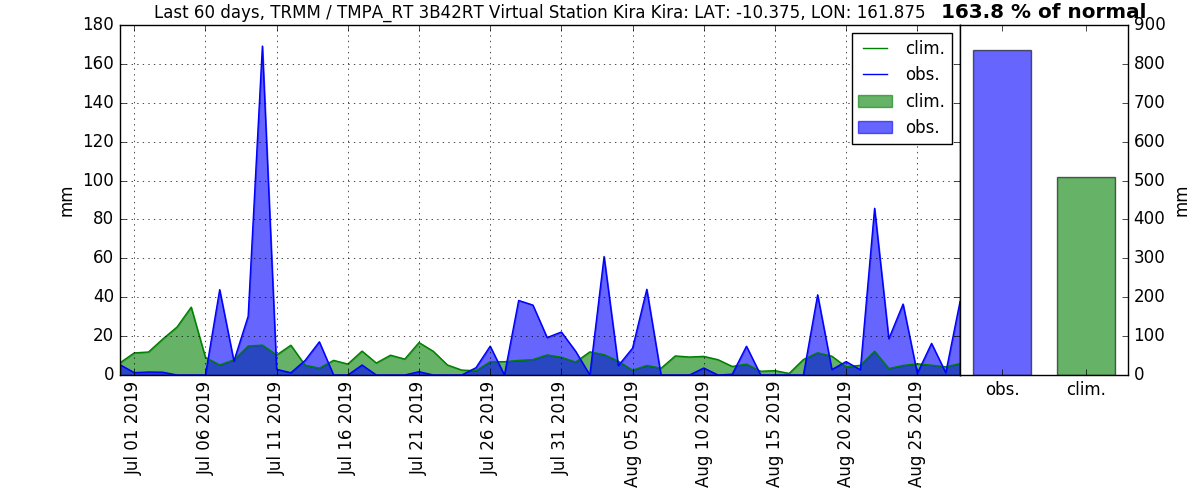 Last 60 days, TRMM / TMPA_RT 3B42RT Virtual Station Kira Kira: LAT: -10.375, LON: 161.875
163.8 % of normal
180
160
140
120
100
80
60
40
20
0
mm
clim.
obs.
clim.
obs.
Jul 01 2019
Jul 06 2019
Jul 11 2019
Jul 16 2019
Jul 21 2019
Jul 26 2019
Jul 31 2019
Aug 05 2019
Aug 10 2019
Aug 15 2019
Aug 20 2019
Aug 25 2019
900
800
700
600
500
400
300
200
100
0
mm
obs.
clim.